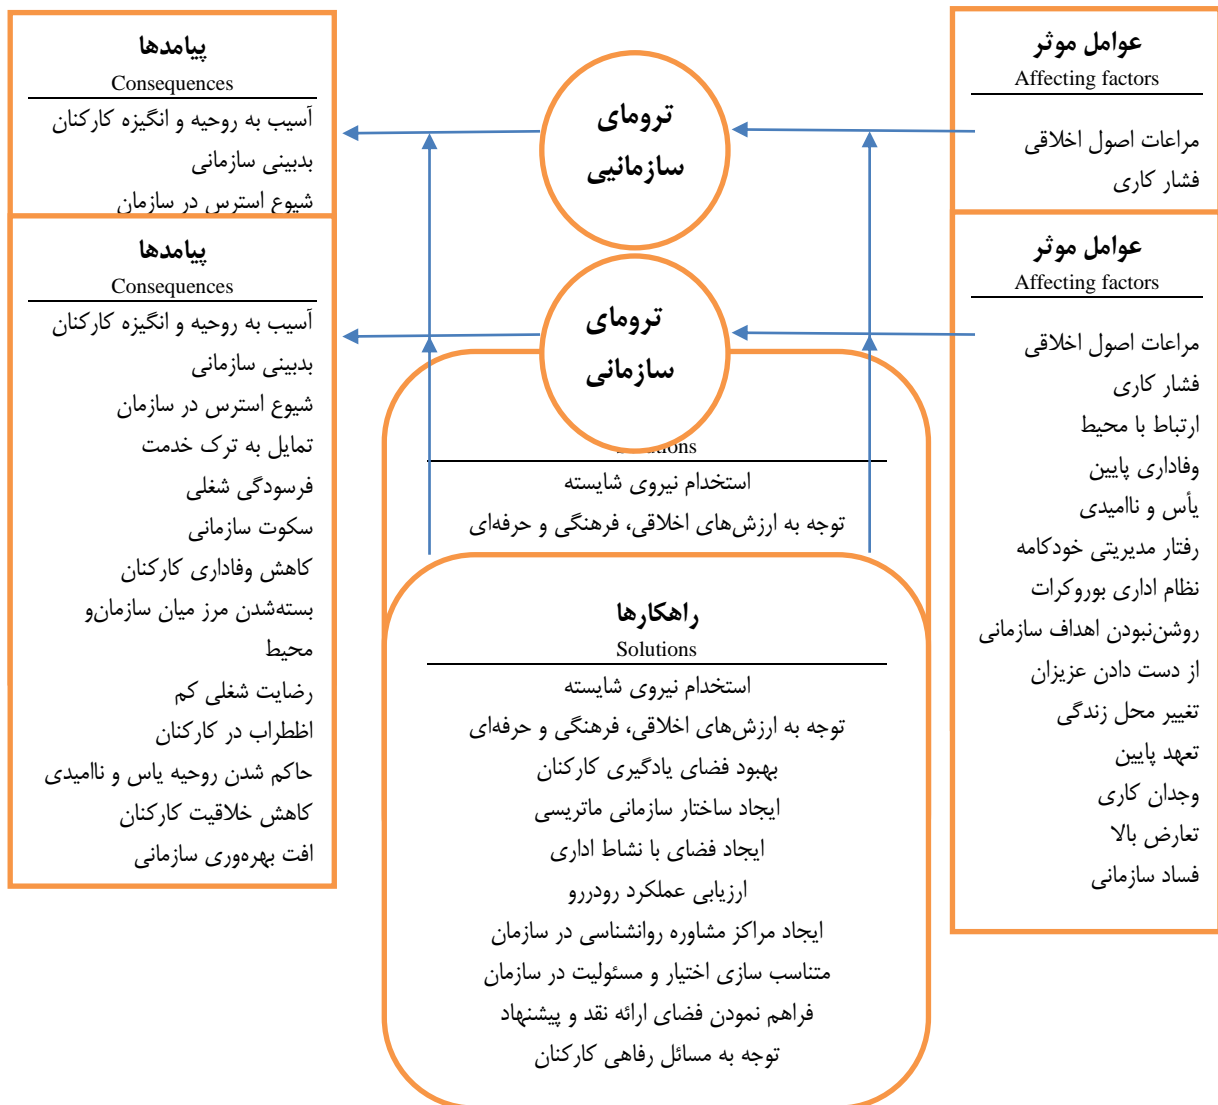 عوامل موثر
Affecting factors
مراعات اصول اخلاقی
فشار کاری
ترومای
سازمانیی
پیامدها
Consequences
آسیب به روحیه و انگیزه کارکنان
بدبینی سازمانی
شیوع استرس در سازمان
عوامل موثر
Affecting factors
مراعات اصول اخلاقی
فشار کاری
ارتباط با محیط
وفاداری پایین
یأس و ناامیدی
رفتار مدیریتی خودکامه
نظام اداری بوروکرات
روشن‌نبودن اهداف سازمانی
از دست دادن عزیزان
تغییر محل زندگی
تعهد پایین
وجدان کاری
تعارض بالا
فساد سازمانی
ترومای
سازمانی
پیامدها
Consequences
آسیب به روحیه و انگیزه کارکنان
بدبینی سازمانی
شیوع استرس در سازمان
تمایل به ترک خدمت
فرسودگی شغلی
سکوت سازمانی
کاهش وفاداری کارکنان
بسته‌شدن مرز میان سازمان‌و
محیط
رضایت شغلی کم
اظطراب در کارکنان
حاکم شدن روحیه یاس و ناامیدی
کاهش خلاقیت کارکنان
افت بهره‌وری سازمانی
Solutions
استخدام نیروی شایسته
توجه به ارزش‌های اخلاقی، فرهنگی و حرفه‌ای
راهکارها
Solutions
استخدام نیروی شایسته
توجه به ارزش‌های اخلاقی، فرهنگی و حرفه‌ای
بهبود فضای یادگیری کارکنان
ایجاد ساختار سازمانی ماتریسی
ایجاد فضای با نشاط اداری
ارزیابی عملکرد رودررو
ایجاد مراکز مشاوره روانشناسی در سازمان
متناسب سازی اختیار و مسئولیت در سازمان
فراهم نمودن فضای ارائه نقد و پیشنهاد
توجه به مسائل رفاهی کارکنان